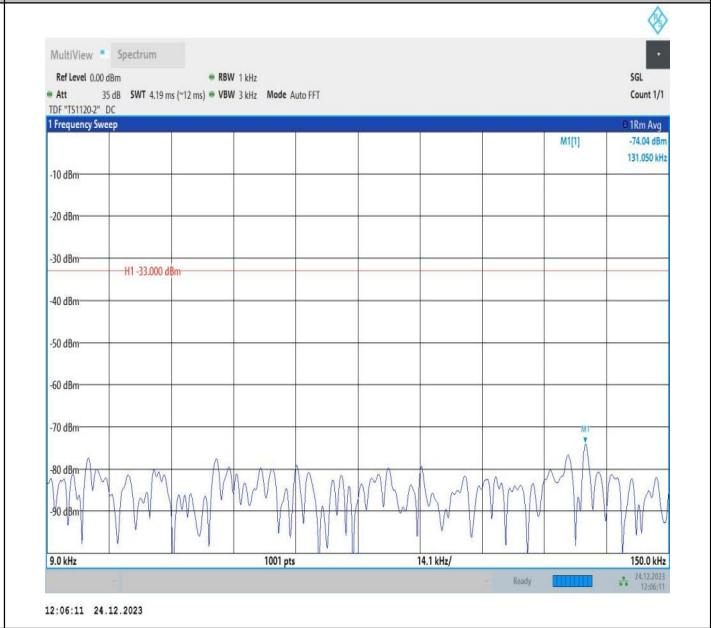 R&S
MultiView Spectrum
Ref Level 0.00 dBm RBW 1 kHz SGL
Att 35 dB SWT 4.19 ms (~12 ms) VBW 3 kHz Mode Auto FFT Count 1/1
TDF "TS1120-2" DC
1 Frequency Sweep 1Rm Avg
M1[1] -74.04 dBm
131.050 kHz
-10 dBm
-20 dBm
-30 dBm
H1 -33.000 dBm
-40 dBm
-50 dBm
-60 dBm
-70 dBm
M1
-80 dBm
-90 dBm
9.0 kHz 1001 pts 14.1 kHz/ 150.0 kHz
Ready 24.12.2023
12:06:11
12:06:11 24.12.2023